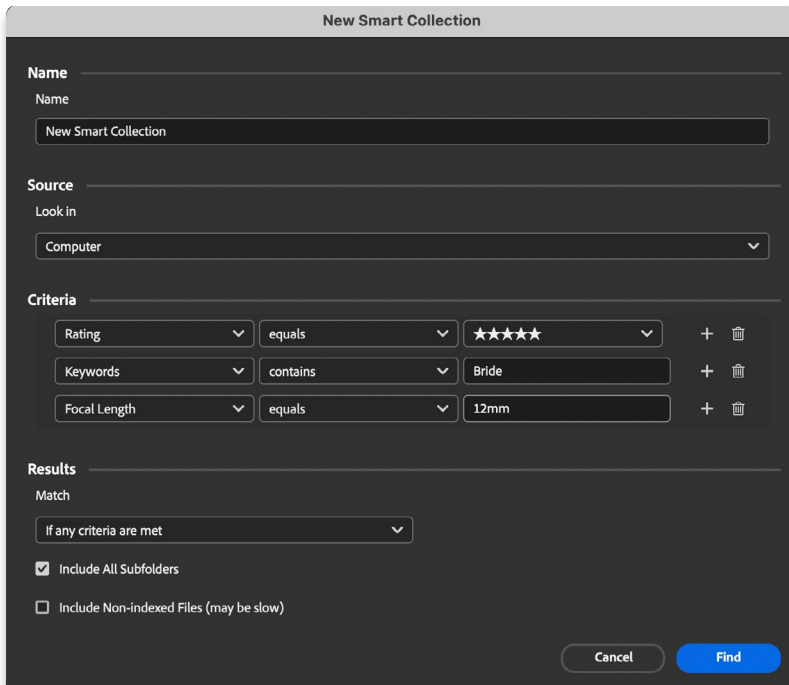 New Smart Collection
Name
Name
New Smart Collection
Source
Look in
Computer
Criteria
Rating equals ★★★★★
Keywords contains Bride
Focal Length equals 12mm
Results
Match
If any criteria are met
Include All Subfolders
Include Non-indexed Files (may be slow)
Cancel Find